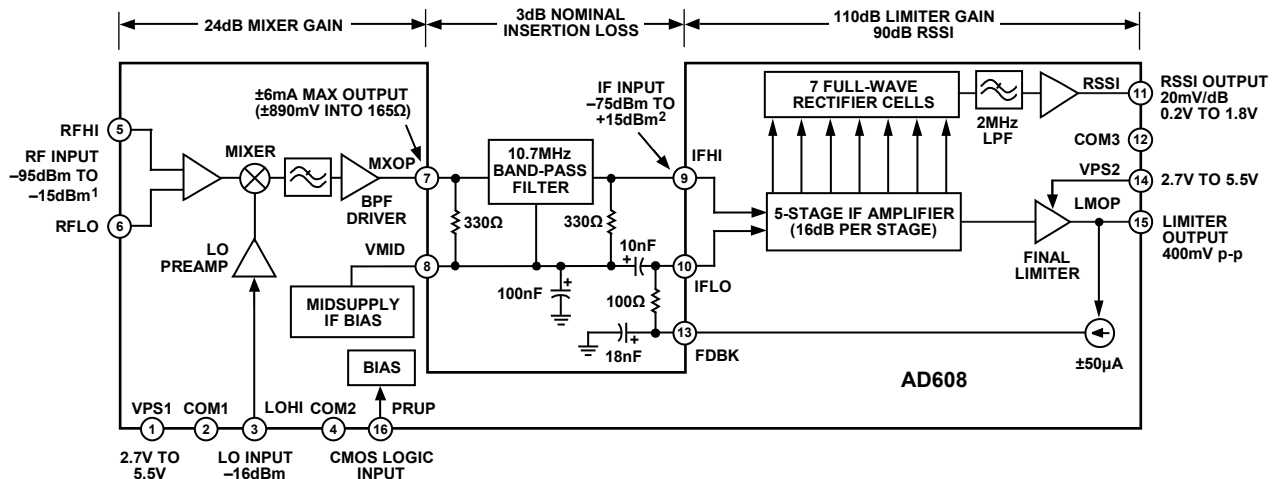 24dB MIXER GAIN
3dB NOMINAL
INSERTION LOSS
110dB LIMITER GAIN
90dB RSSI
±6mA MAX OUTPUT
(±890mV INTO 165Ω)
IF INPUT
–75dBm TO
+15dBm2
7 FULL-WAVE
RECTIFIER CELLS
2MHz
LPF
RSSI
11
RSSI OUTPUT
20mV/dB
0.2V TO 1.8V
COM3
12
RFHI
5
RF INPUT
–95dBm TO
–15dBm1
RFLO
6
MIXER
MXOP
7
BPF
DRIVER
10.7MHz
BAND-PASS
FILTER
IFHI
9
VPS2
14
2.7V TO 5.5V
LMOP
15
LIMITER
OUTPUT
400mV p-p
5-STAGE IF AMPLIFIER
(16dB PER STAGE)
FINAL
LIMITER
330Ω
330Ω
LO
PREAMP
VMID
8
10nF
+
10
IFLO
MIDSUPPLY
IF BIAS
100nF
+
100Ω
18nF
+
13
FDBK
±50µA
BIAS
AD608
VPS1
COM1
LOHI
COM2
PRUP
1
2
3
4
16
2.7V TO
5.5V
LO INPUT
–16dBm
CMOS LOGIC
INPUT